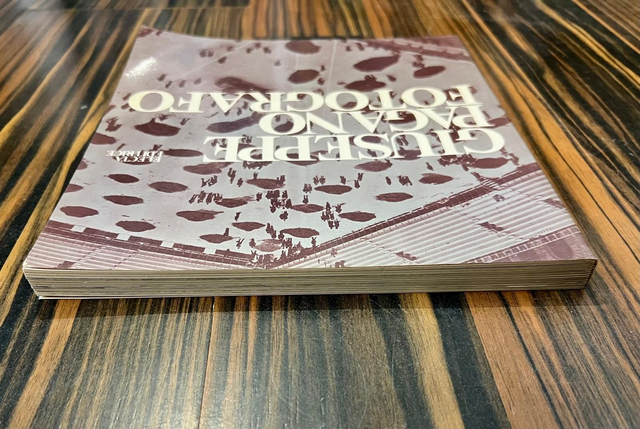 GIUSEPPE
PAGANO
FOTOGRAFO
ELECTA
EDITRICE